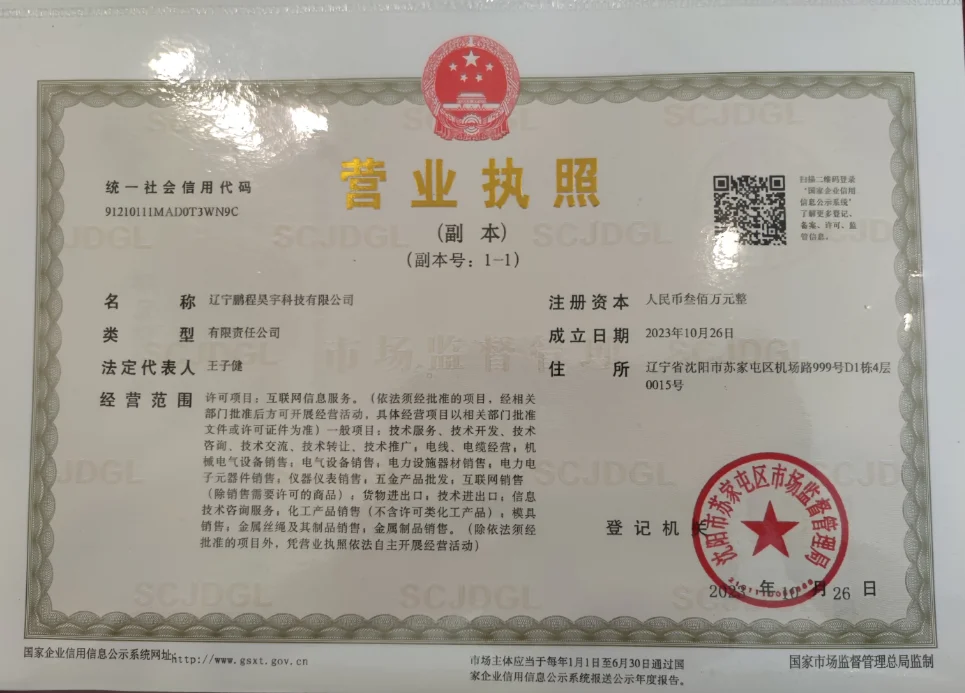 营业执照
（副 本）
（副本号：1-1）
统一社会信用代码
91210111MAD0T3WN9C
扫描二维码登录
“国家企业信用
信息公示系统”
了解更多登记、
备案、许可、监
管信息。
名 称 辽宁鹏程昊宇科技有限公司
类 型 有限责任公司
法定代表人 王子健
经营范围 许可项目：互联网信息服务。（依法须经批准的项目，经相关
部门批准后方可开展经营活动，具体经营项目以相关部门批准
文件或许可证件为准）一般项目：技术服务、技术开发、技术
咨询、技术交流、技术转让、技术推广；电线、电缆经营；机
械电气设备销售；电气设备销售；电力设施器材销售；电力电
子元器件销售；仪器仪表销售；五金产品批发；互联网销售
（除销售需要许可的商品）；货物进出口；技术进出口；信息
技术咨询服务；化工产品销售（不含许可类化工产品）；模具
销售；金属丝绳及其制品销售；金属制品销售。（除依法须经
批准的项目外，凭营业执照依法自主开展经营活动）
注册资本 人民币叁佰万元整
成立日期 2023年10月26日
住 所 辽宁省沈阳市苏家屯区机场路999号D1栋4层
0015号
登记机关
沈阳市苏家屯区市场监督管理局
2023 年 10 月 26 日
SCJDGL
市场监督管理
国家企业信用信息公示系统网址：http://www.gsxt.gov.cn
市场主体应当于每年1月1日至6月30日通过国
家企业信用信息公示系统报送公示年度报告。
国家市场监督管理总局监制